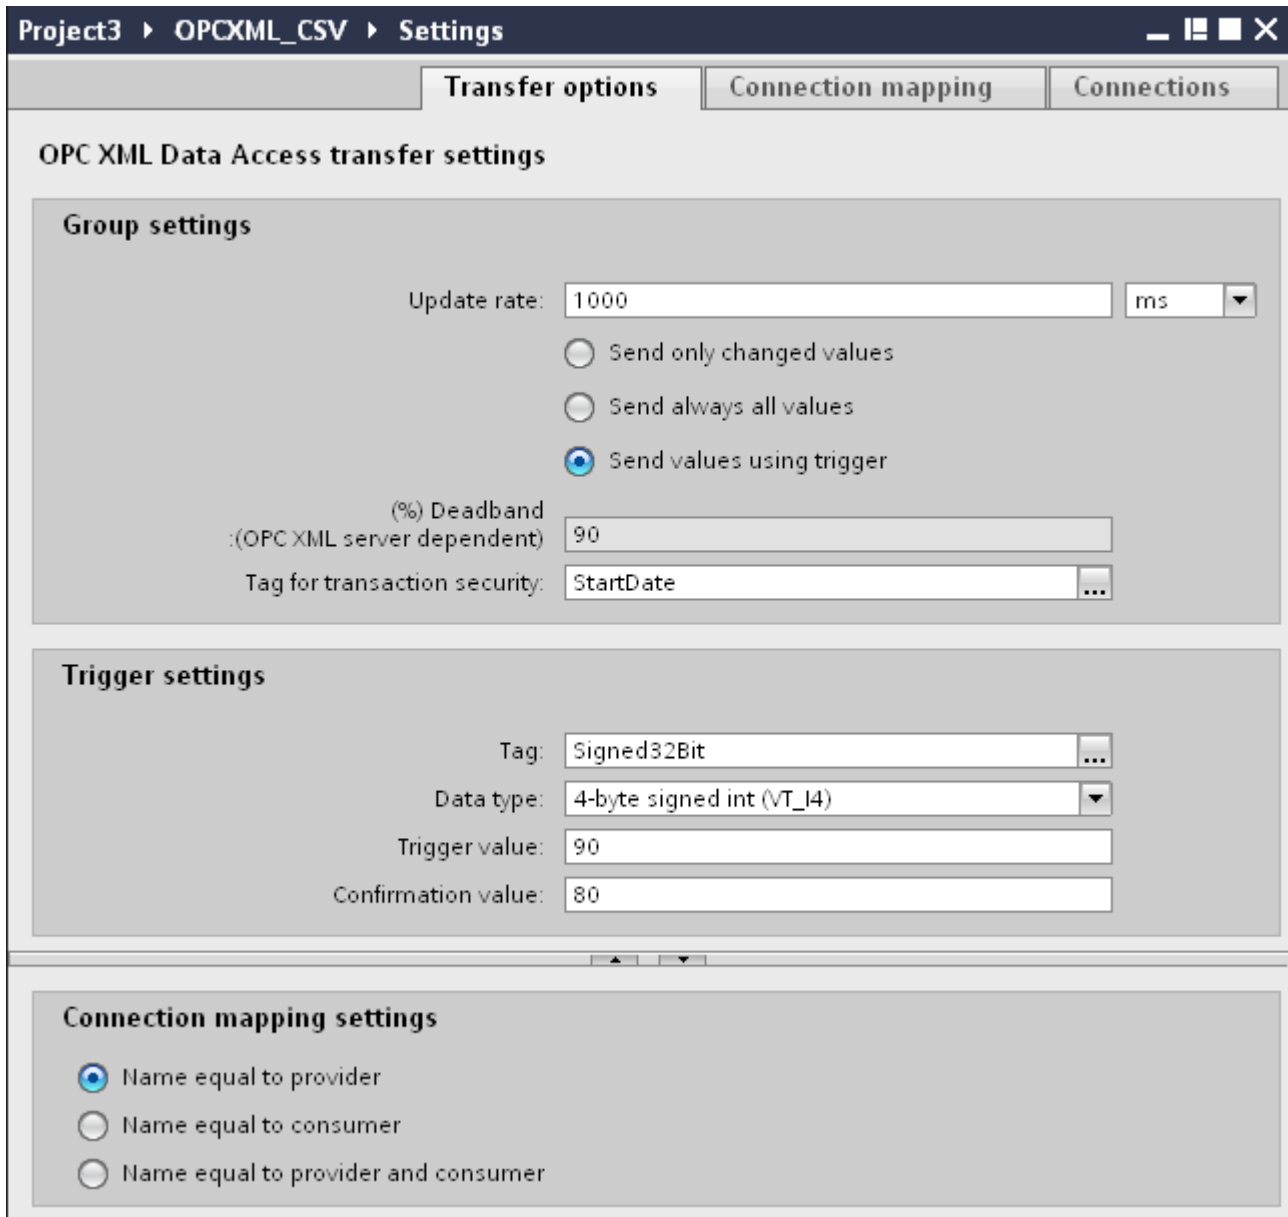 Project3 ▸ OPCXML_CSV ▸ Settings
Transfer options Connection mapping Connections
OPC XML Data Access transfer settings
Group settings
Update rate: 1000 ms
Send only changed values
Send always all values
Send values using trigger
(%) Deadband
:(OPC XML server dependent) 90
Tag for transaction security: StartDate ...
Trigger settings
Tag: Signed32Bit ...
Data type: 4-byte signed int (VT_I4)
Trigger value: 90
Confirmation value: 80
Connection mapping settings
Name equal to provider
Name equal to consumer
Name equal to provider and consumer